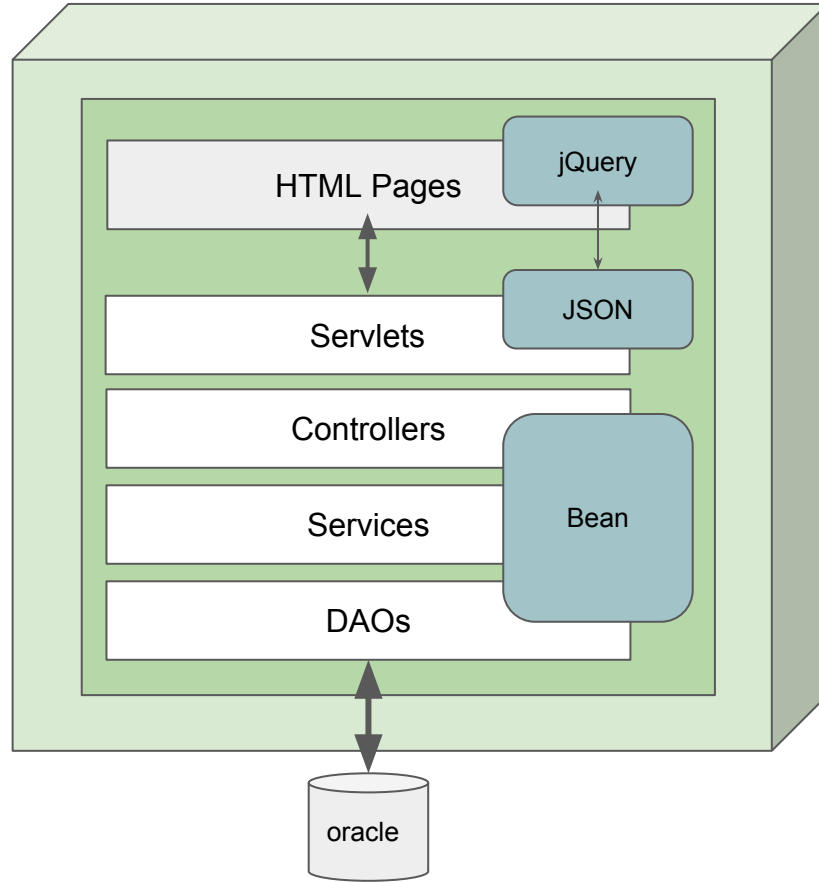 jQuery
HTML Pages
JSON
Servlets
Controllers
Services
Bean
DAOs
oracle